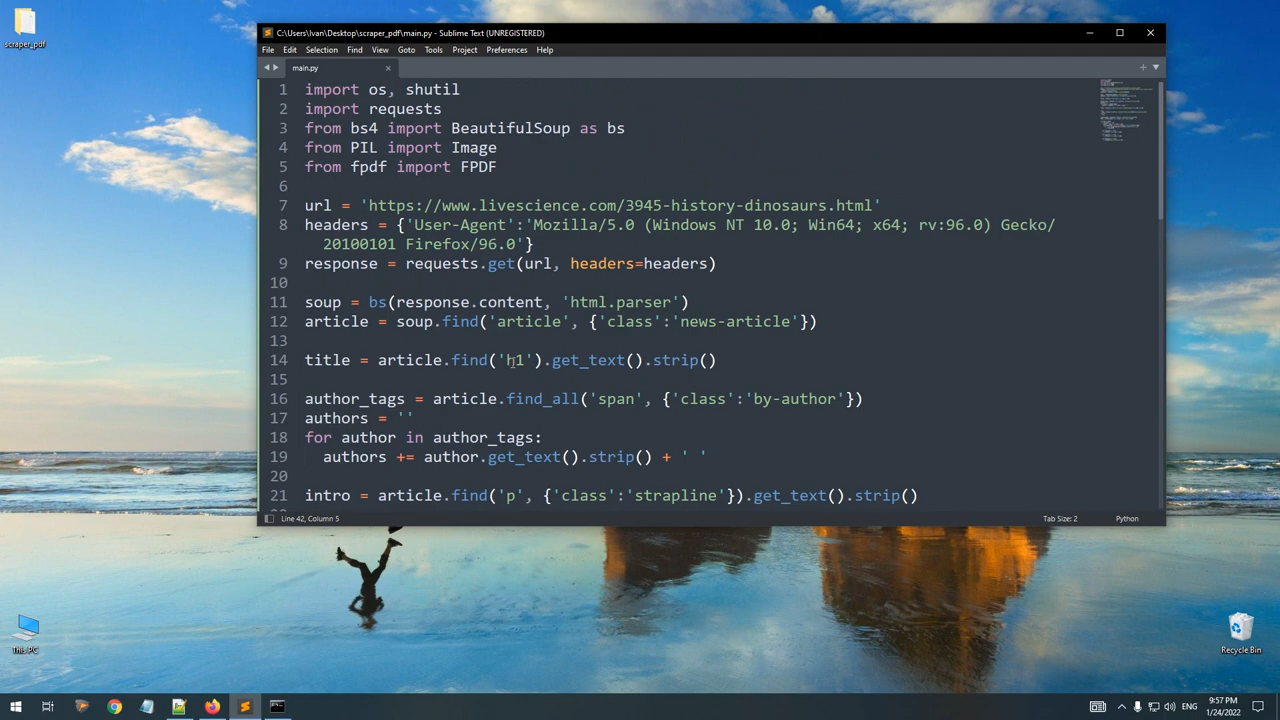 scraper_pdf
C:\Users\Ivan\Desktop\scraper_pdf\main.py - Sublime Text (UNREGISTERED)
File Edit Selection Find View Goto Tools Project Preferences Help
main.py
1 import os, shutil
2 import requests
3 from bs4 import BeautifulSoup as bs
4 from PIL import Image
5 from fpdf import FPDF
6
7 url = 'https://www.livescience.com/3945-history-dinosaurs.html'
8 headers = {'User-Agent':'Mozilla/5.0 (Windows NT 10.0; Win64; x64; rv:96.0) Gecko/
20100101 Firefox/96.0'}
9 response = requests.get(url, headers=headers)
10
11 soup = bs(response.content, 'html.parser')
12 article = soup.find('article', {'class':'news-article'})
13
14 title = article.find('h1').get_text().strip()
15
16 author_tags = article.find_all('span', {'class':'by-author'})
17 authors = ''
18 for author in author_tags:
19 authors += author.get_text().strip() + ' '
20
21 intro = article.find('p', {'class':'strapline'}).get_text().strip()
Line 42, Column 5
Tab Size: 2
Python
This PC
Recycle Bin
ENG
9:57 PM
1/24/2022